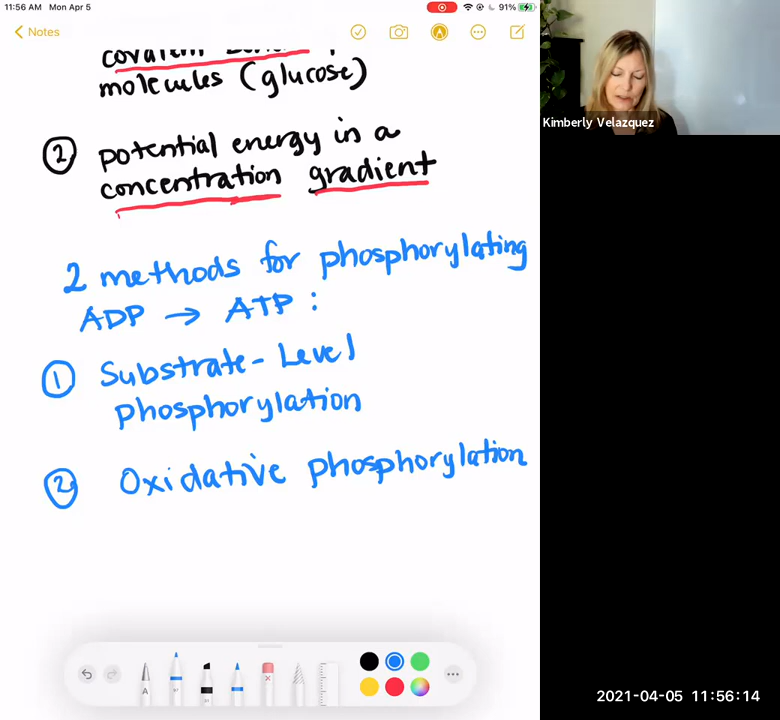 11:56 AM Mon Apr 5
91%
Notes
covalent
molecules (glucose)
2 potential energy in a
concentration gradient
2 methods for phosphorylating
ADP → ATP:
1 Substrate-Level
phosphorylation
2 Oxidative phosphorylation
A
Kimberly Velazquez
2021-04-05 11:56:14